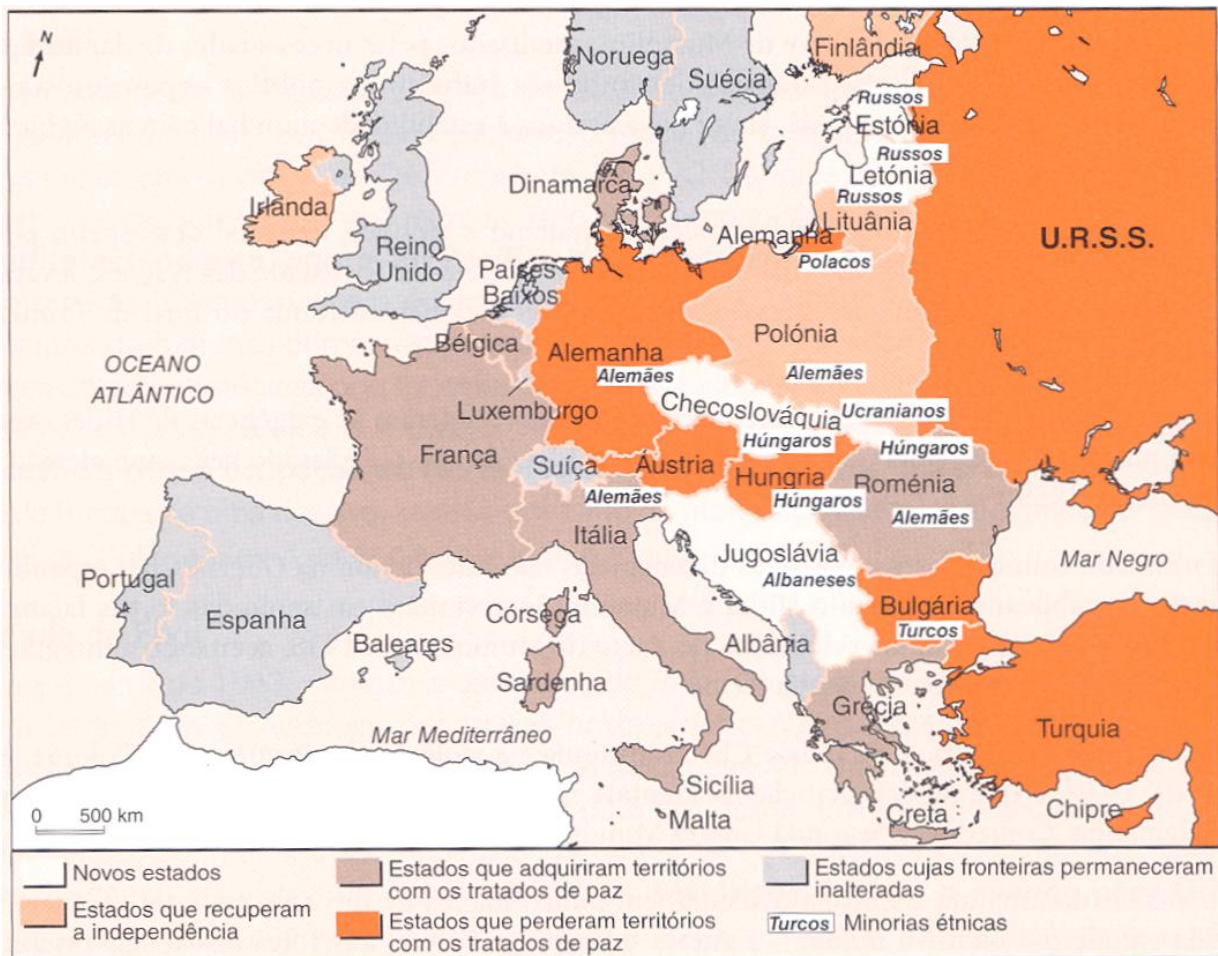 N
Noruega
Suécia
Finlândia
Russos
Estónia
Russos
Letónia
Russos
Lituânia
Dinamarca
Irlanda
Reino
Unido
Países
Baixos
Alemanha
Polacos
U.R.S.S.
Polónia
Bélgica
Alemanha
Alemães
Alemães
OCEANO
ATLÂNTICO
Luxemburgo
Checoslováquia
Ucranianos
Húngaros
Húngaros
França
Suíça
Áustria
Hungria
Húngaros
Roménia
Alemães
Alemães
Itália
Jugoslávia
Albaneses
Mar Negro
Portugal
Espanha
Baleares
Córsega
Sardenha
Albânia
Bulgária
Turcos
Grécia
Turquia
Mar Mediterrâneo
Sicília
Malta
Creta
Chipre
0 500 km
Novos estados
Estados que recuperam
a independência
Estados que adquiriram territórios
com os tratados de paz
Estados que perderam territórios
com os tratados de paz
Estados cujas fronteiras permaneceram
inalteradas
Turcos Minorias étnicas